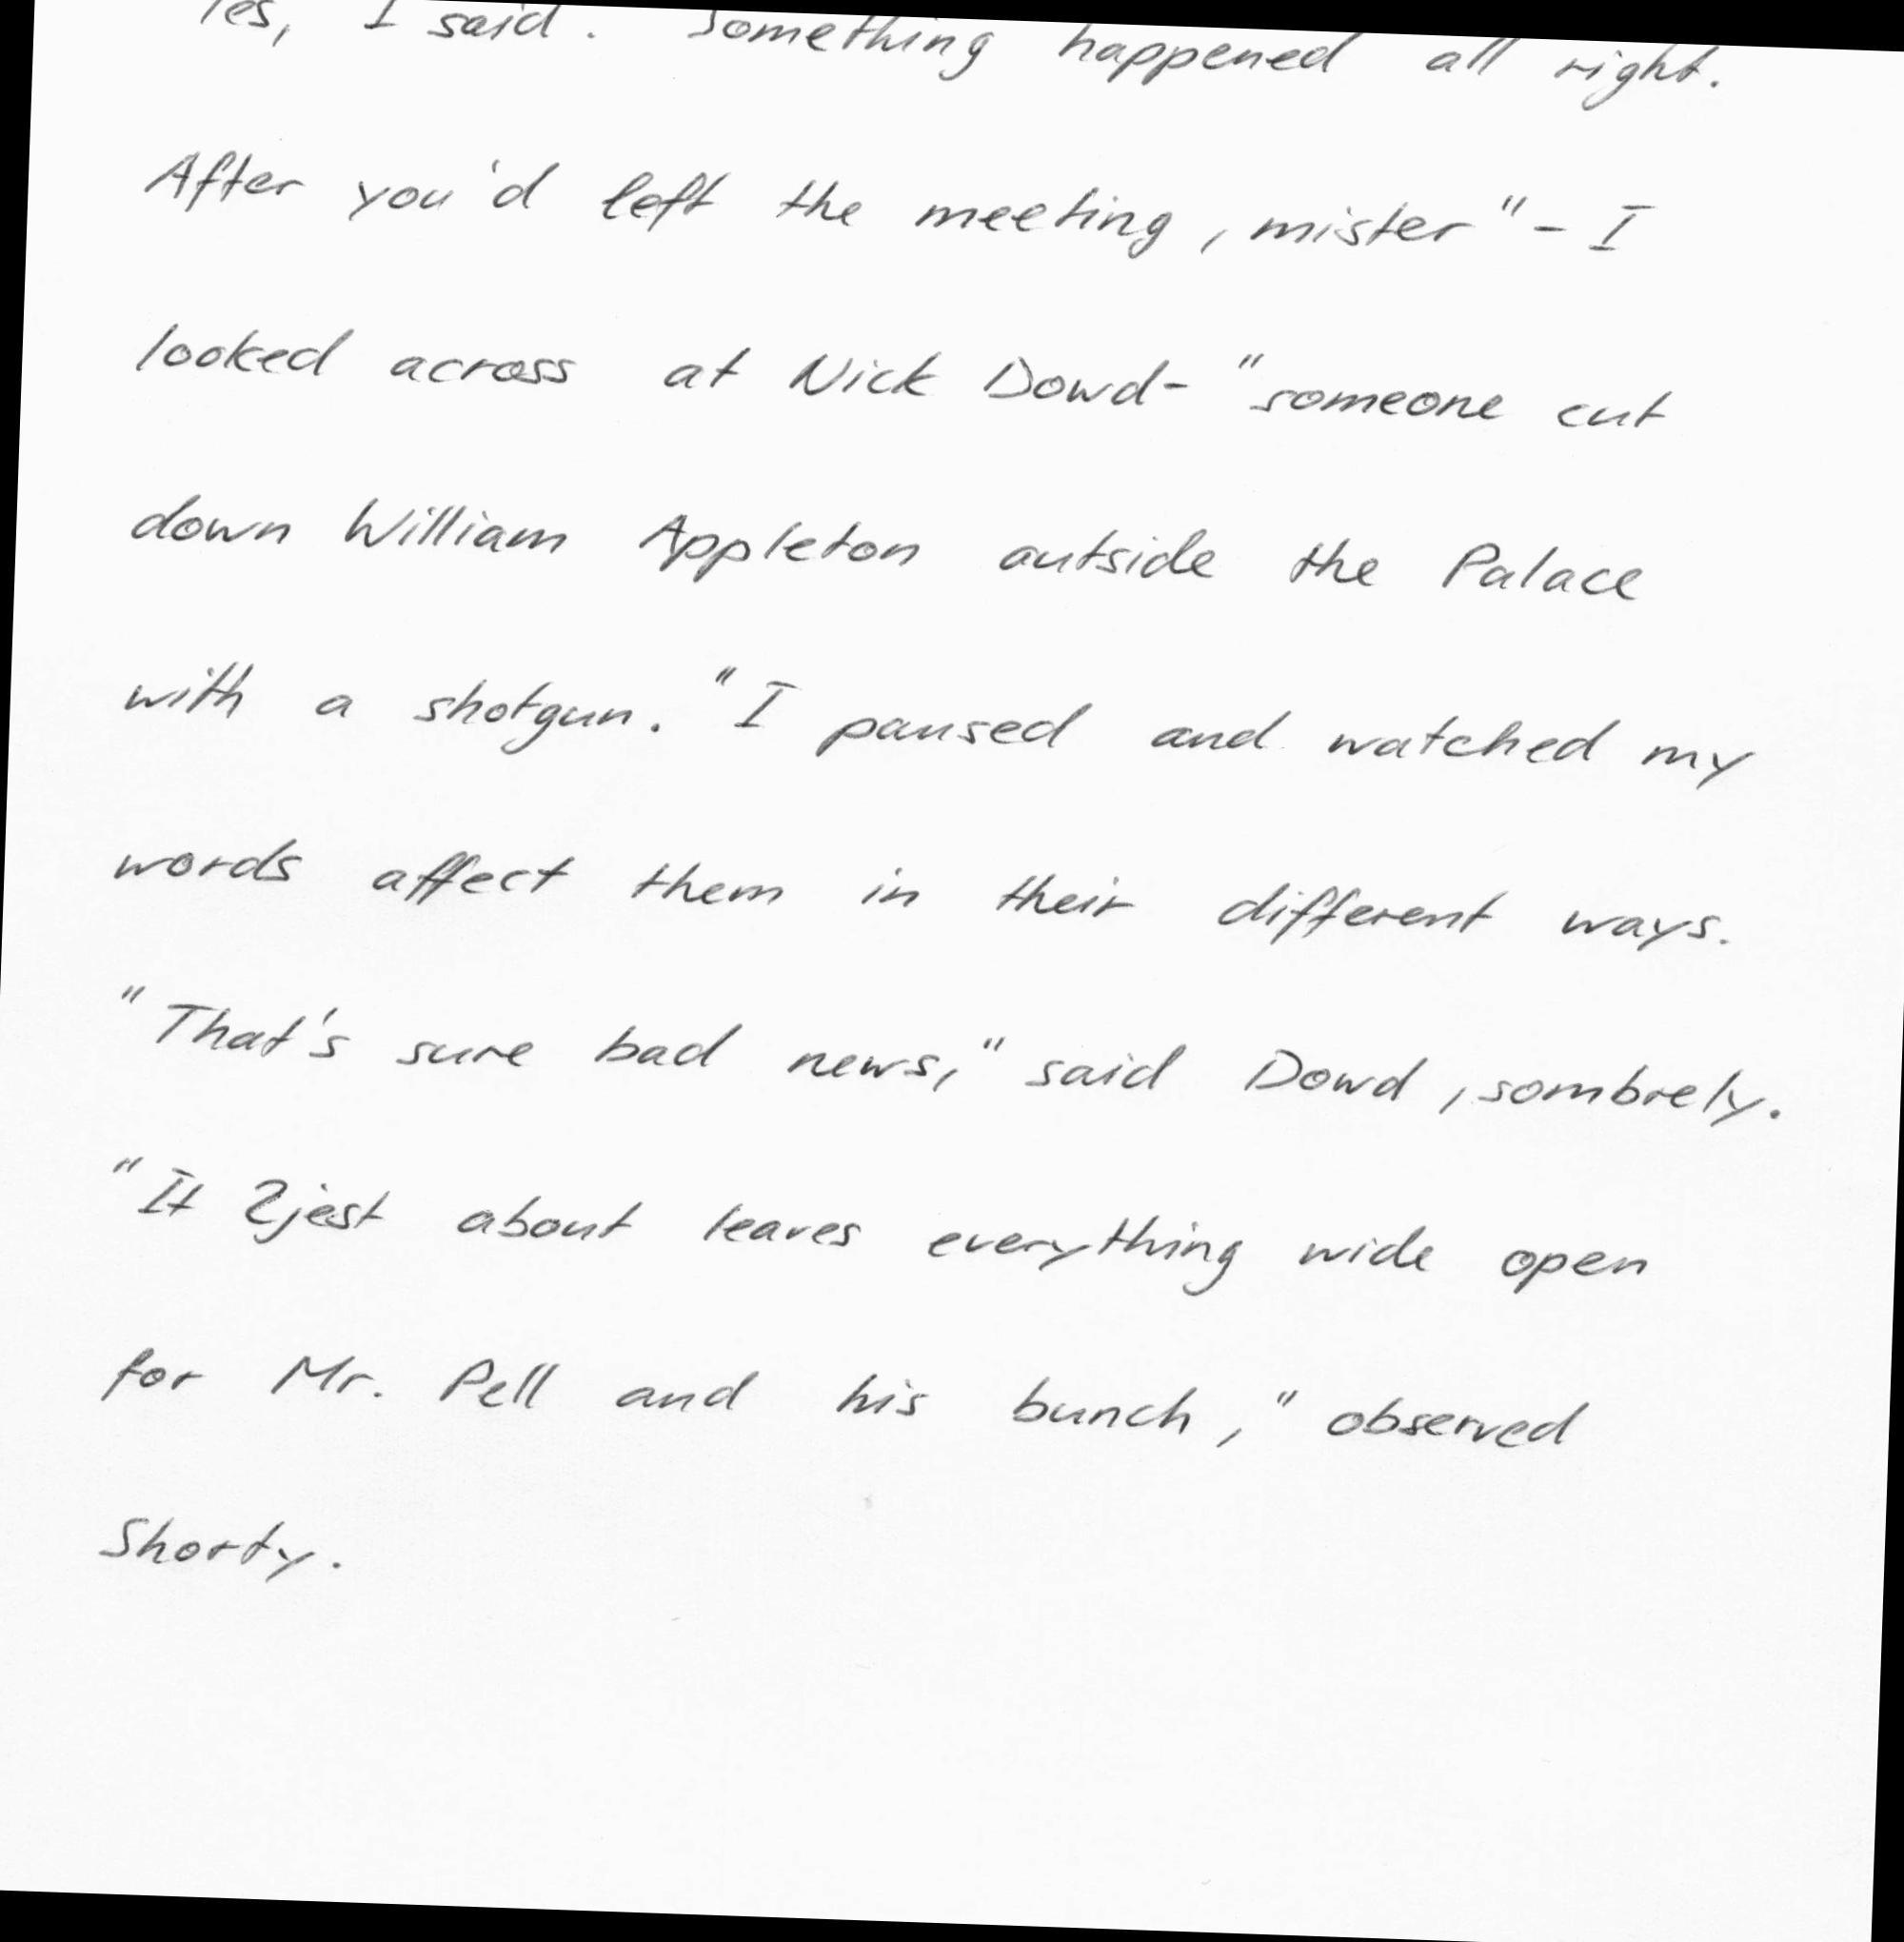 Yes, I said. Something happened all right.
After you'd left the meeting, mister" - I
looked across at Nick Dowd- "someone cut
down William Appleton outside the Palace
with a shotgun. "I paused and watched my
words affect them in their different ways.
"That's sure bad news," said Dowd, sombrely.
"It 2jest about leaves everything wide open
for Mr. Pell and his bunch," observed
Shorty.